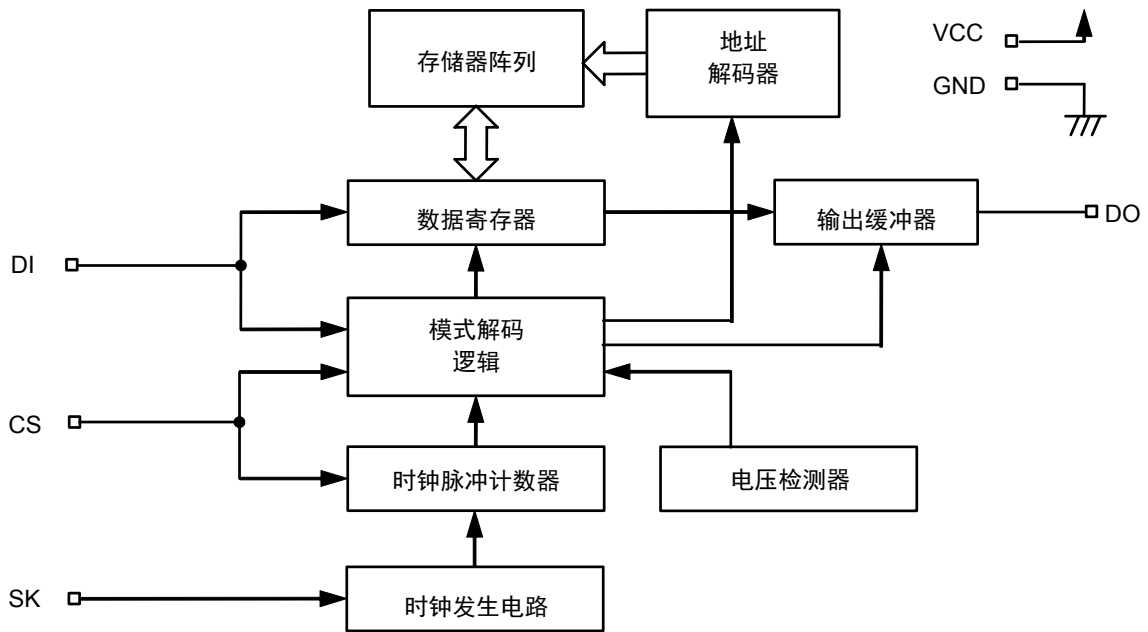 存储器阵列
地址
解码器
VCC
GND
数据寄存器
输出缓冲器
DO
DI
模式解码
逻辑
CS
时钟脉冲计数器
电压检测器
SK
时钟发生电路